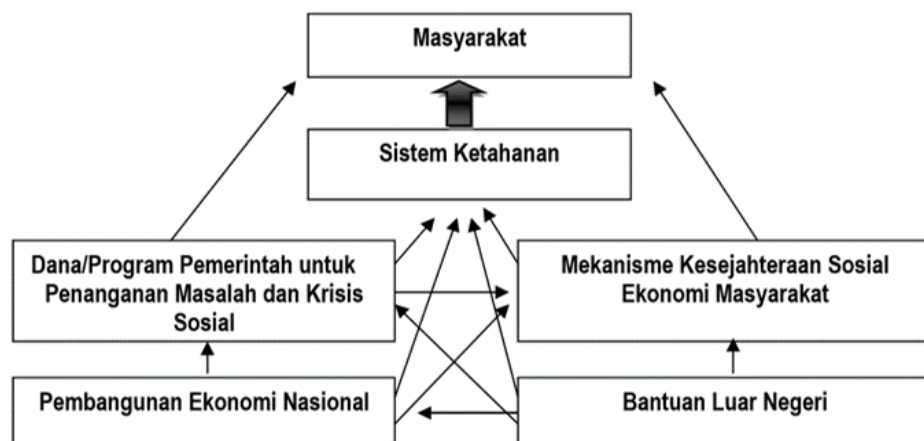 Masyarakat
Sistem Ketahanan
Dana/Program Pemerintah untuk
Penanganan Masalah dan Krisis
Sosial
Mekanisme Kesejahteraan Sosial
Ekonomi Masyarakat
Pembangunan Ekonomi Nasional
Bantuan Luar Negeri